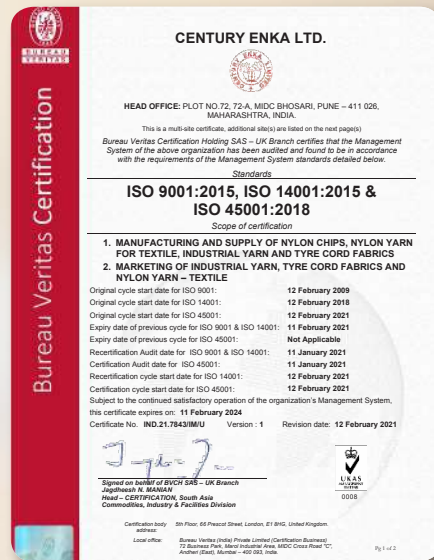 BUREAU
VERITAS
Bureau Veritas Certification
CENTURY ENKA LTD.
CENTURY ENKA LIMITED
HEAD OFFICE: PLOT NO.72, 72-A, MIDC BHOSARI, PUNE – 411 026,
MAHARASHTRA, INDIA.
This is a multi-site certificate, additional site(s) are listed on the next page(s)
Bureau Veritas Certification Holding SAS – UK Branch certifies that the Management
System of the above organization has been audited and found to be in accordance
with the requirements of the Management System standards detailed below.
Standards
ISO 9001:2015, ISO 14001:2015 &
ISO 45001:2018
Scope of certification
1. MANUFACTURING AND SUPPLY OF NYLON CHIPS, NYLON YARN
FOR TEXTILE, INDUSTRIAL YARN AND TYRE CORD FABRICS
2. MARKETING OF INDUSTRIAL YARN, TYRE CORD FABRICS AND
NYLON YARN – TEXTILE
Original cycle start date for ISO 9001: 12 February 2009
Original cycle start date for ISO 14001: 12 February 2018
Original cycle start date for ISO 45001: 12 February 2021
Expiry date of previous cycle for ISO 9001 & ISO 14001: 11 February 2021
Expiry date of previous cycle for ISO 45001: Not Applicable
Recertification Audit date for ISO 9001 & ISO 14001: 11 January 2021
Certification Audit date for ISO 45001: 11 January 2021
Recertification cycle start date for ISO 14001: 12 February 2021
Certification cycle start date for ISO 45001: 12 February 2021
Subject to the continued satisfactory operation of the organization's Management System,
this certificate expires on: 11 February 2024
Certificate No. IND.21.7843/IM/U Version : 1 Revision date: 12 February 2021
Signed on behalf of BVCH SAS – UK Branch
Jagdheesh N. MANIAN
Head – CERTIFICATION, South Asia
Commodities, Industry & Facilities Division
UKAS
MANAGEMENT
SYSTEMS
0008
Certification body address: 5th Floor, 66 Prescot Street, London, E1 8HG, United Kingdom.
Local office: Bureau Veritas (India) Private Limited (Certification Business)
72 Business Park, Marol Industrial Area, MIDC Cross Road "C",
Andheri (East), Mumbai – 400 093, India.
Pg 1 of 2